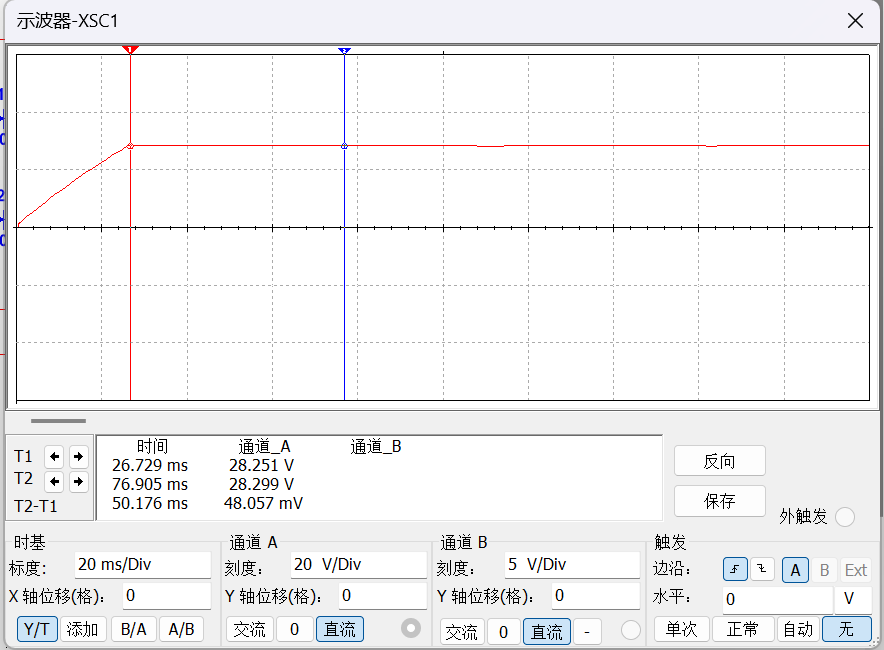 示波器-XSC1
1
2
T1
T2
T2-T1
时间 通道_A 通道_B
26.729 ms 28.251 V
76.905 ms 28.299 V
50.176 ms 48.057 mV
反向
保存
外触发
时基
标度: 20 ms/Div
X 轴位移(格): 0
Y/T 添加 B/A A/B
通道 A
刻度: 20 V/Div
Y 轴位移(格): 0
交流 0 直流
通道 B
刻度: 5 V/Div
Y 轴位移(格): 0
交流 0 直流 -
触发
边沿: A B Ext
水平: 0 V
单次 正常 自动 无